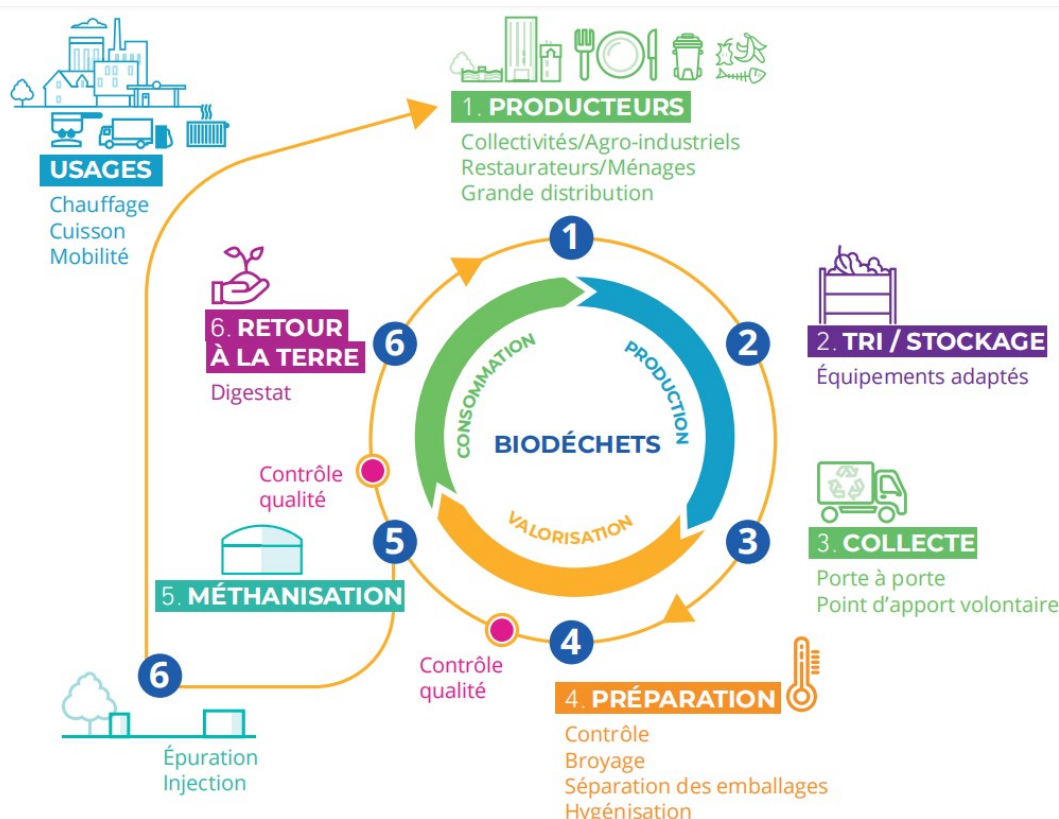 1. PRODUCTEURS
Collectivités/Agro-industriels
Restaurateurs/Ménages
Grande distribution
USAGES
Chauffage
Cuisson
Mobilité
1
2
2. TRI / STOCKAGE
Équipements adaptés
3
3. COLLECTE
Porte à porte
Point d'apport volontaire
4
4. PRÉPARATION
Contrôle
Broyage
Séparation des emballages
Hygénisation
Contrôle
qualité
5
5. MÉTHANISATION
Contrôle
qualité
6
6. RETOUR
À LA TERRE
Digestat
6
Épuration
Injection
BIODÉCHETS
PRODUCTION
VALORISATION
CONSOMMATION